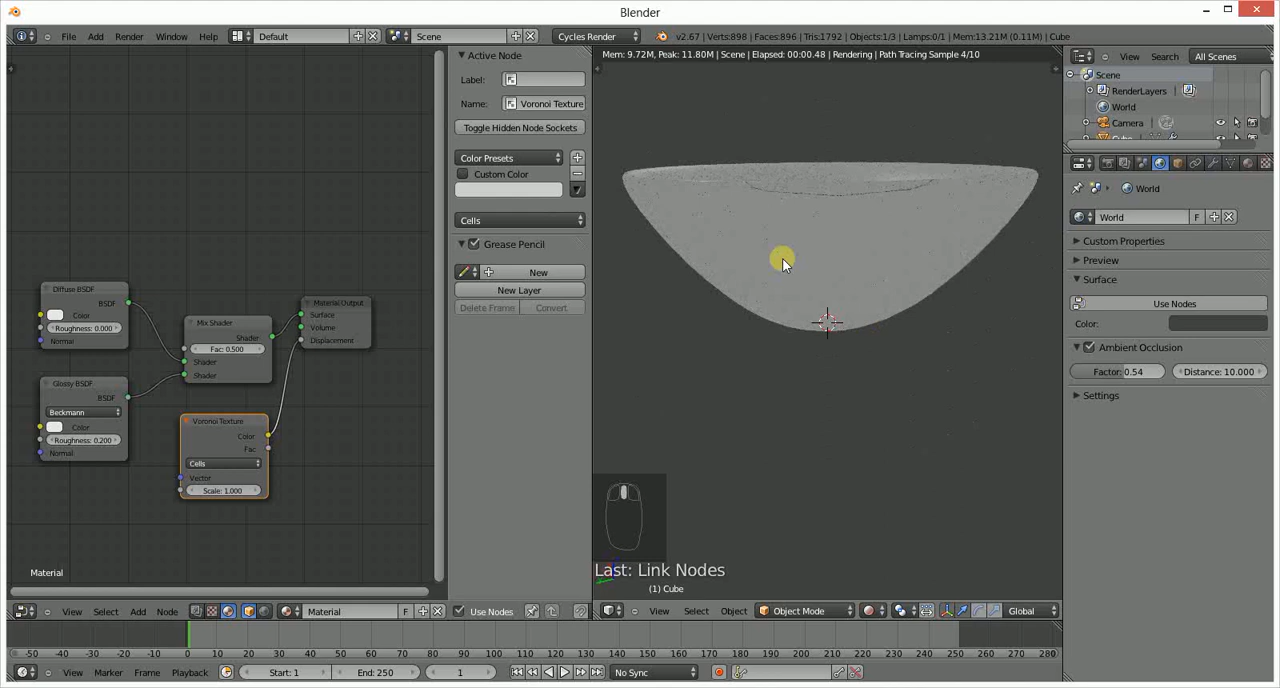 Blender
File Add Render Window Help Default Scene Cycles Render v2.67 | Verts:898 | Faces:896 | Tris:1792 | Objects:1/3 | Lamps:0/1 | Mem:13.21M (0.11M) | Cube
Active Node
Label:
Name: Voronoi Texture
Toggle Hidden Node Sockets
Color Presets
Custom Color
Cells
Grease Pencil
New
New Layer
Delete Frame Convert
Diffuse BSDF
BSDF
Color
Roughness: 0.000
Normal
Glossy BSDF
BSDF
Beckmann
Color
Roughness: 0.200
Normal
Mix Shader
Shader
Fac: 0.500
Shader
Shader
Voronoi Texture
Color
Fac
Cells
Vector
Scale: 1.000
Material Output
Surface
Volume
Displacement
Material
View Select Add Node Material F Use Nodes
Mem: 9.72M, Peak: 11.80M | Scene | Elapsed: 00:00.48 | Rendering | Path Tracing Sample 4/10
Last: Link Nodes
(1) Cube
View Select Object Object Mode Global
View Search All Scenes
Scene
RenderLayers
World
Camera
World
World F
Custom Properties
Preview
Surface
Use Nodes
Color:
Ambient Occlusion
Factor: 0.54 Distance: 10.000
Settings
-50 -40 -30 -20 -10 0 10 20 30 40 50 60 70 80 90 100 110 120 130 140 150 160 170 180 190 200 210 220 230 240 250 260 270 280
View Marker Frame Playback Start: 1 End: 250 1 No Sync